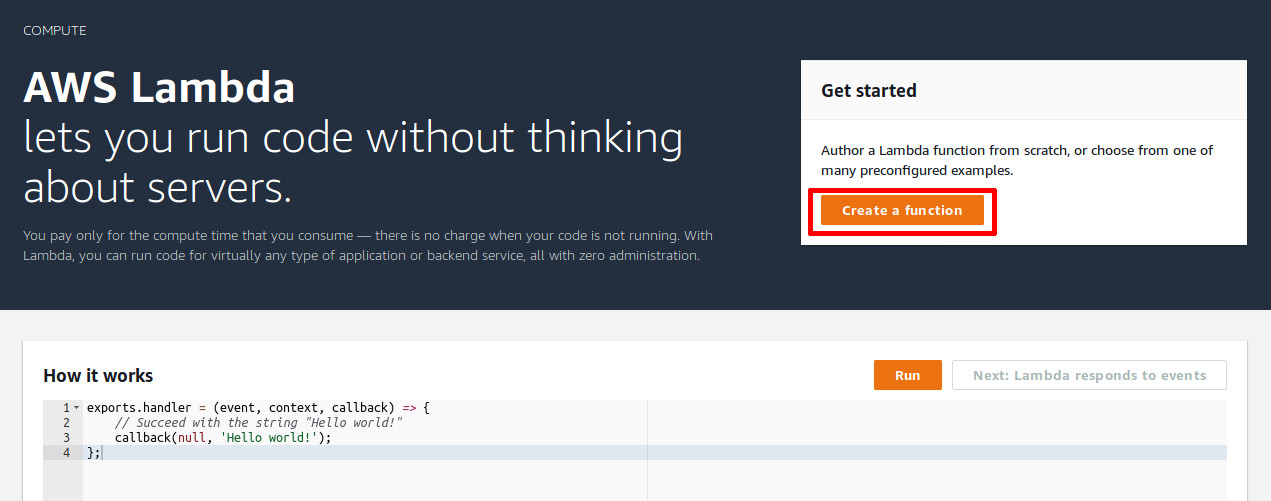 COMPUTE
AWS Lambda
lets you run code without thinking
about servers.
You pay only for the compute time that you consume — there is no charge when your code is not running. With
Lambda, you can run code for virtually any type of application or backend service, all with zero administration.
Get started
Author a Lambda function from scratch, or choose from one of
many preconfigured examples.
Create a function
How it works
Run
Next: Lambda responds to events
1 exports.handler = (event, context, callback) => {
2     // Succeed with the string "Hello world!"
3     callback(null, 'Hello world!');
4 };